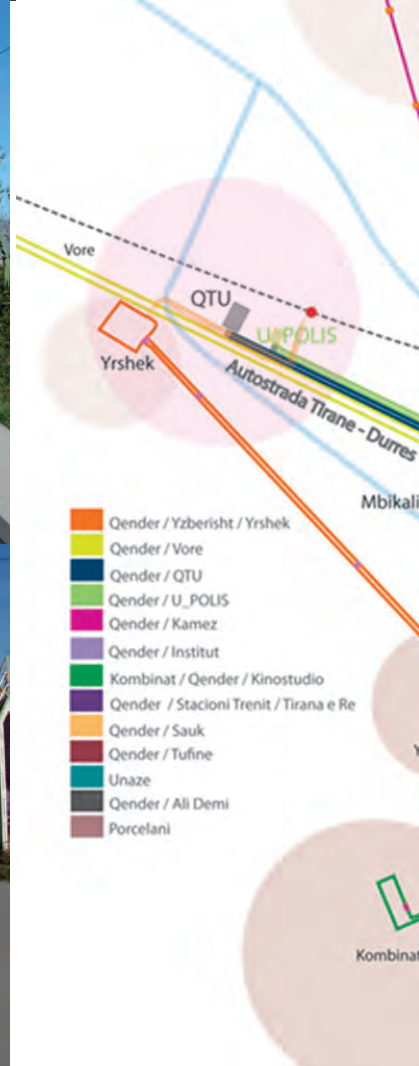 Vore
QTU
U_POLIS
Yrshek
Autostrada Tirane - Durres
Mbikali
Qender / Yzberisht / Yrshek
Qender / Vore
Qender / QTU
Qender / U_POLIS
Qender / Kamez
Qender / Institut
Kombinat / Qender / Kinostudio
Qender / Stacioni Trenit / Tirana e Re
Qender / Sauk
Qender / Tufine
Unaze
Qender / Ali Demi
Porcelani
Y
Kombinat